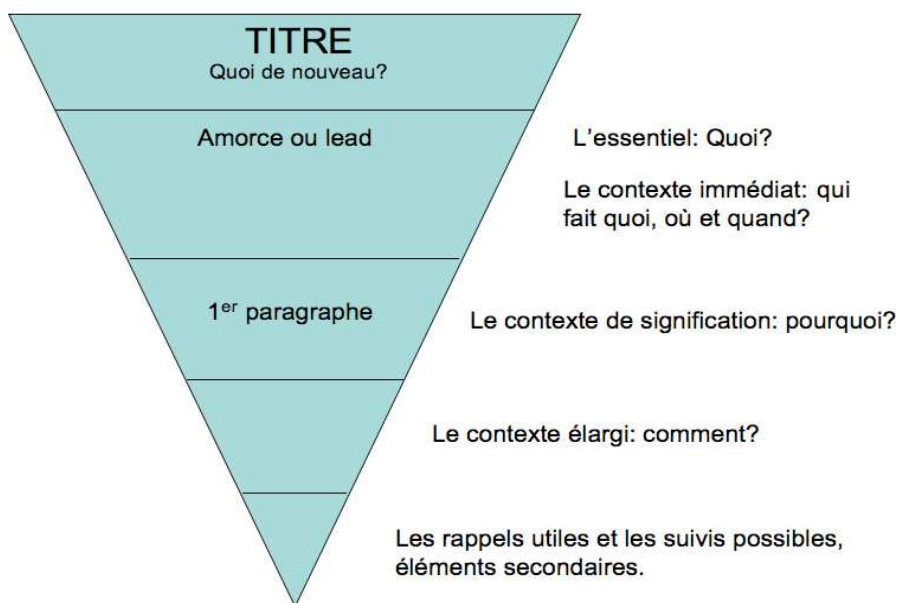 TITRE
Quoi de nouveau?
Amorce ou lead
L'essentiel: Quoi?
Le contexte immédiat: qui
fait quoi, où et quand?
1er paragraphe
Le contexte de signification: pourquoi?
Le contexte élargi: comment?
Les rappels utiles et les suivis possibles,
éléments secondaires.